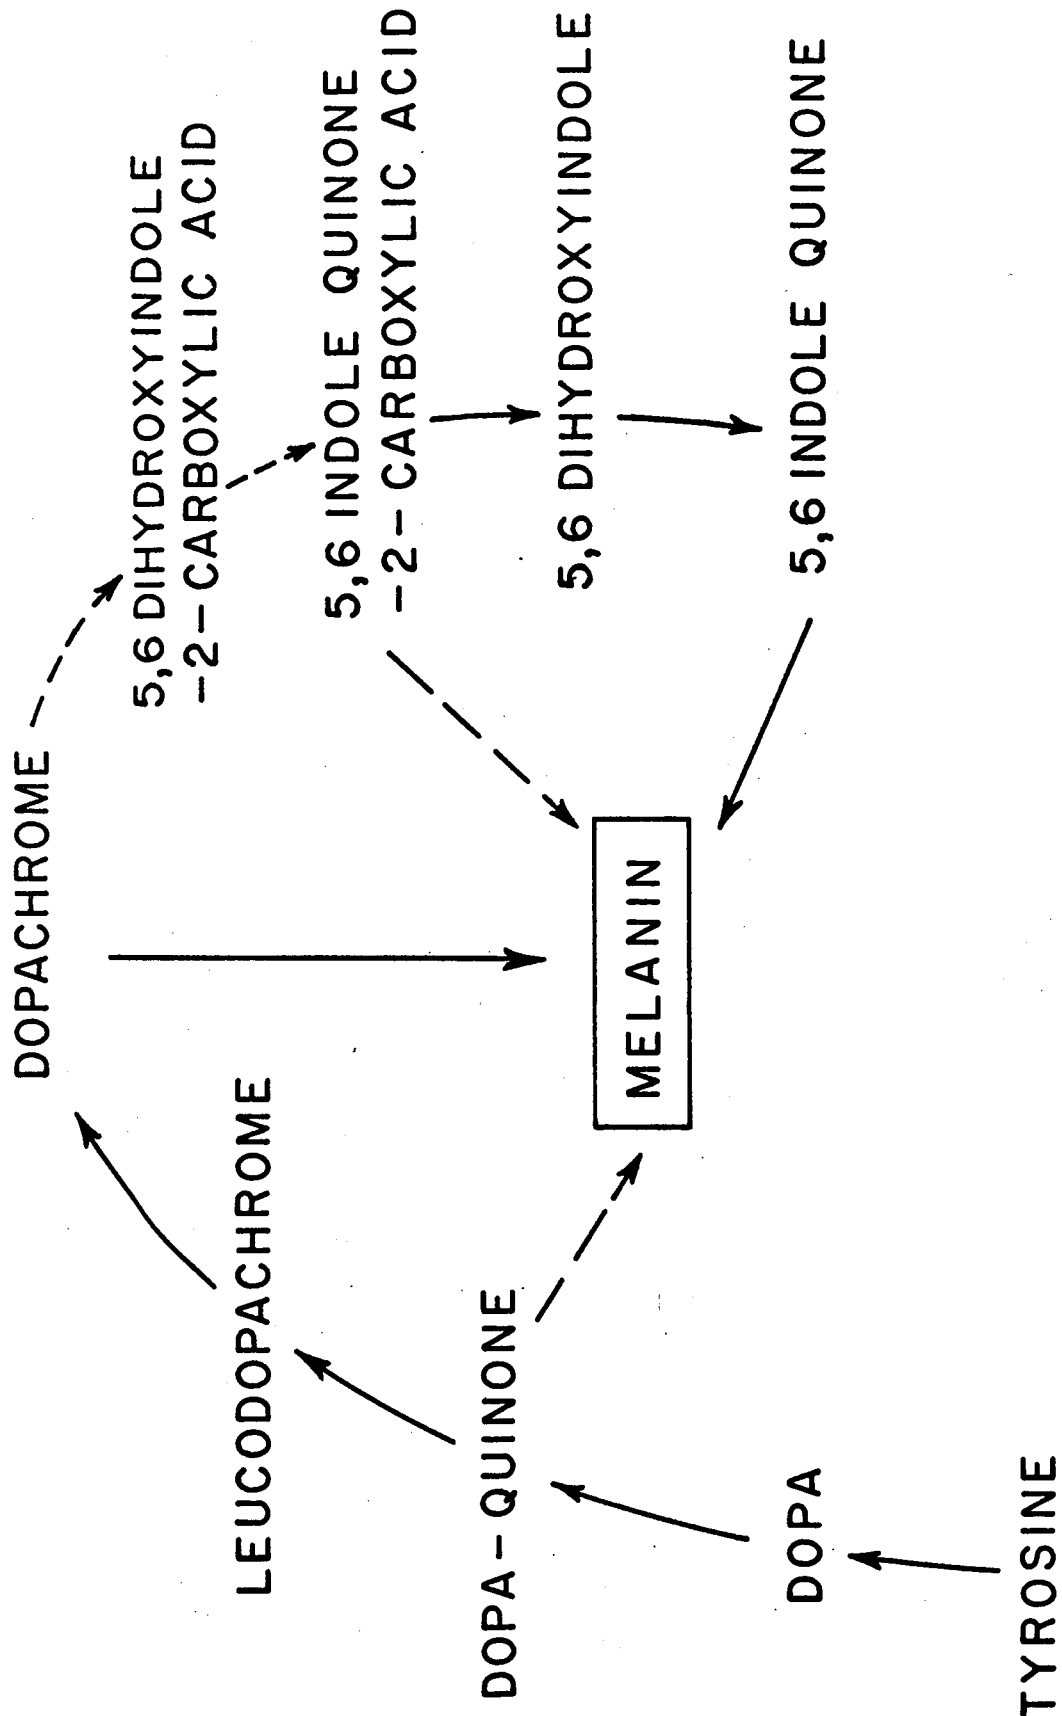 TYROSINE
DOPA
DOPA-QUINONE
LEUCODOPACHROME
DOPACHROME
5,6 DIHYDROXYINDOLE
-2-CARBOXYLIC ACID
5,6 INDOLE QUINONE
-2-CARBOXYLIC ACID
5,6 DIHYDROXYINDOLE
5,6 INDOLE QUINONE
MELANIN